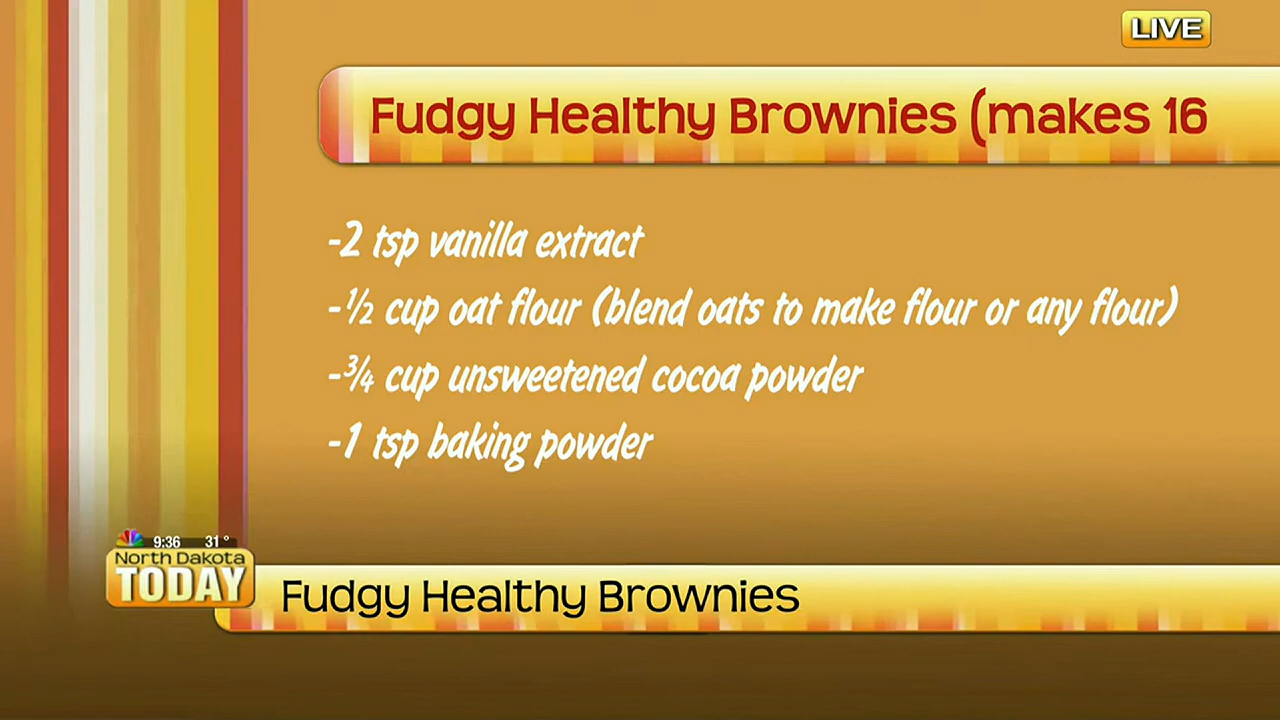 LIVE
Fudgy Healthy Brownies (makes 16
-2 tsp vanilla extract
-½ cup oat flour (blend oats to make flour or any flour)
-¾ cup unsweetened cocoa powder
-1 tsp baking powder
9:36 31°
North Dakota
TODAY
Fudgy Healthy Brownies